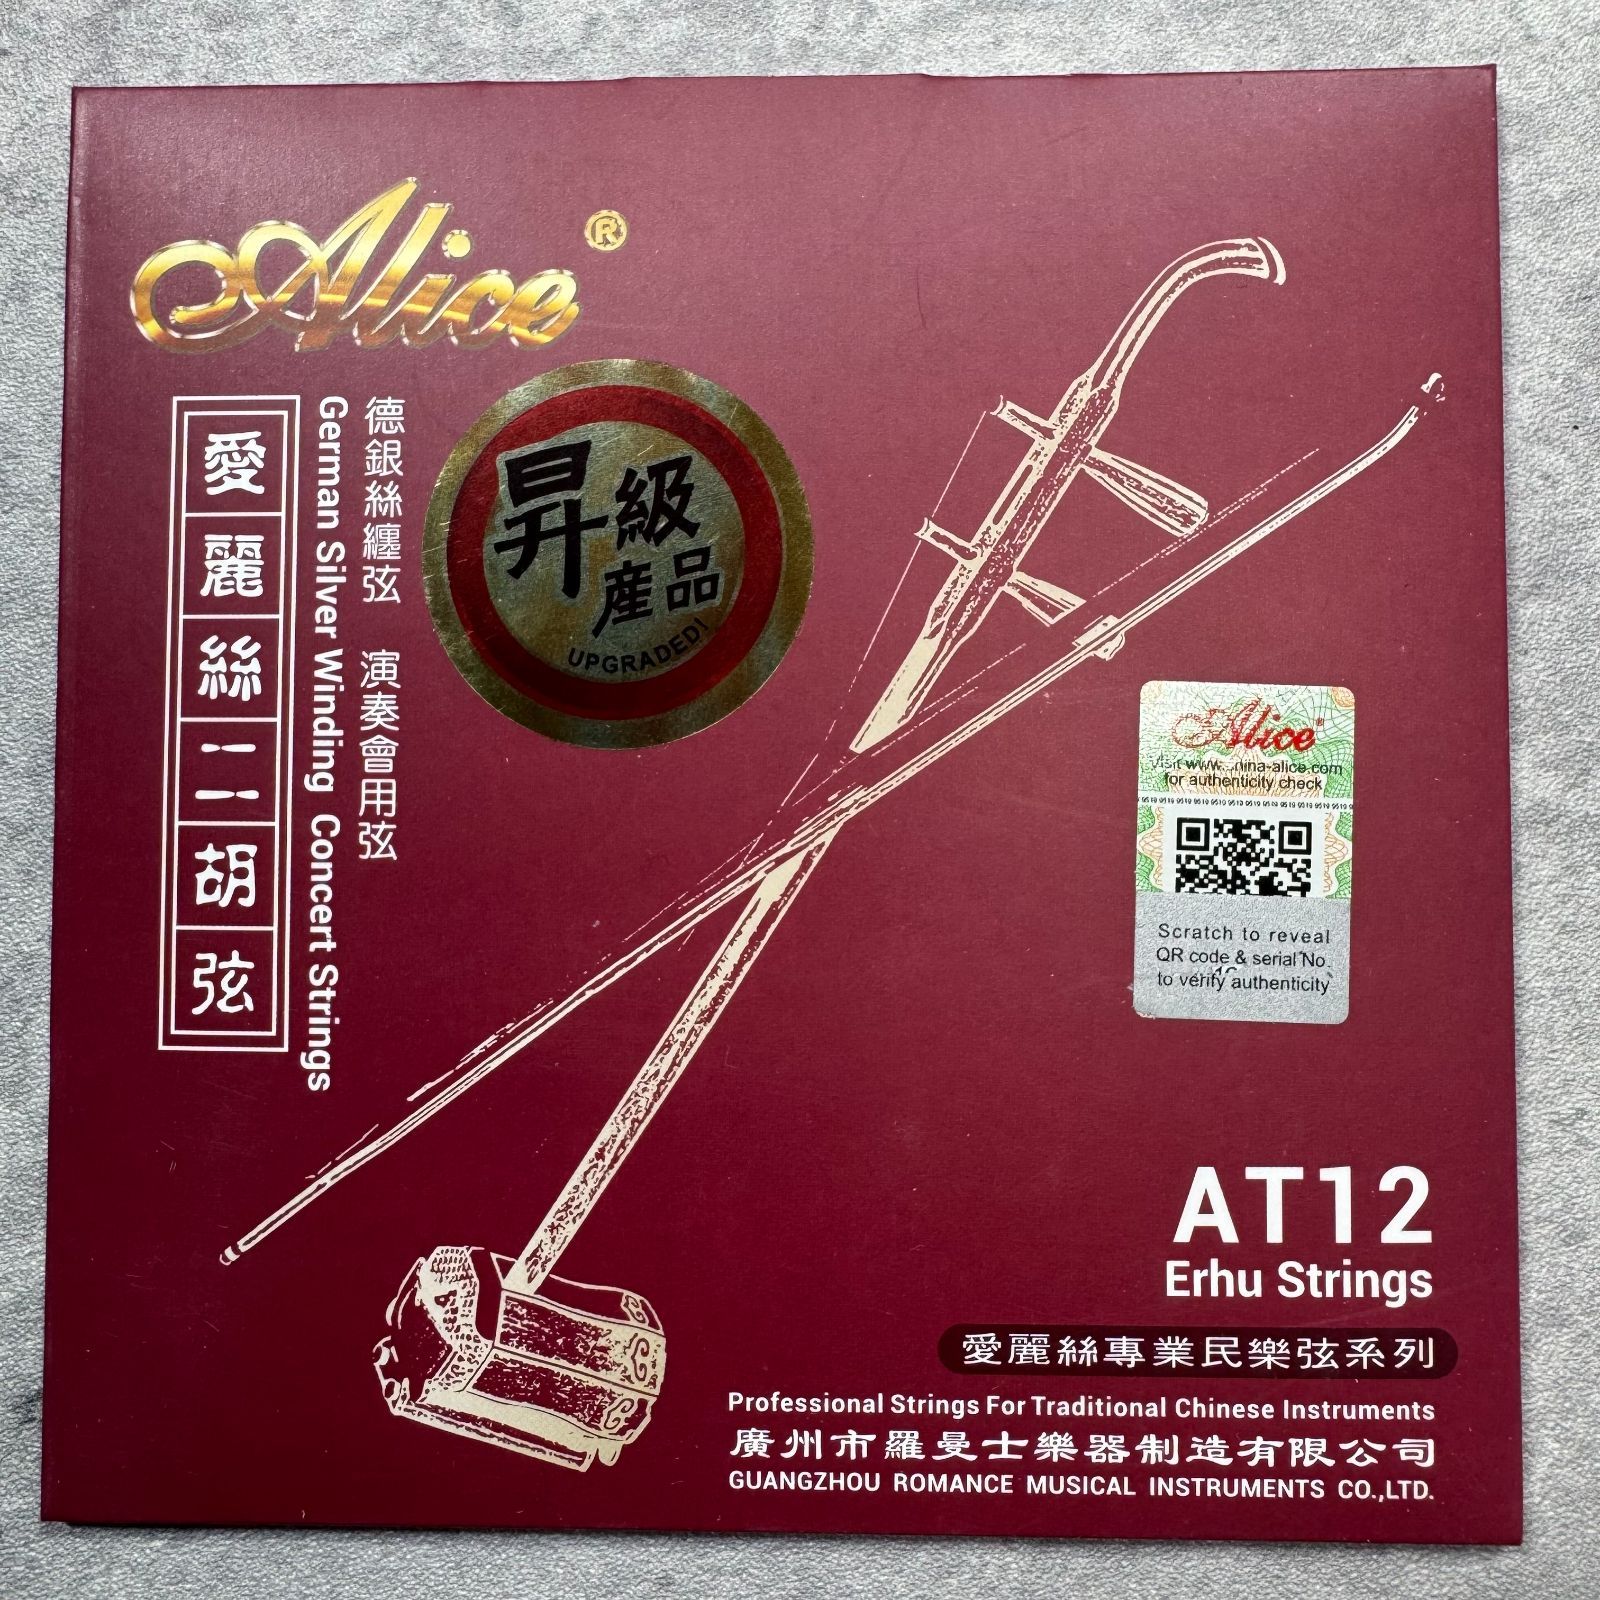 Alice®
愛麗絲二胡弦
German Silver Winding Concert Strings
德銀絲纏弦 演奏會用弦
昇級
産品
UPGRADED!
Alice®
Visit
for authenticity check
Scratch to reveal
QR code & serial No.
to verify authenticity
AT12
Erhu Strings
愛麗絲專業民樂弦系列
Professional Strings For Traditional Chinese Instruments
廣州市羅曼士樂器制造有限公司
GUANGZHOU ROMANCE MUSICAL INSTRUMENTS CO.,LTD.